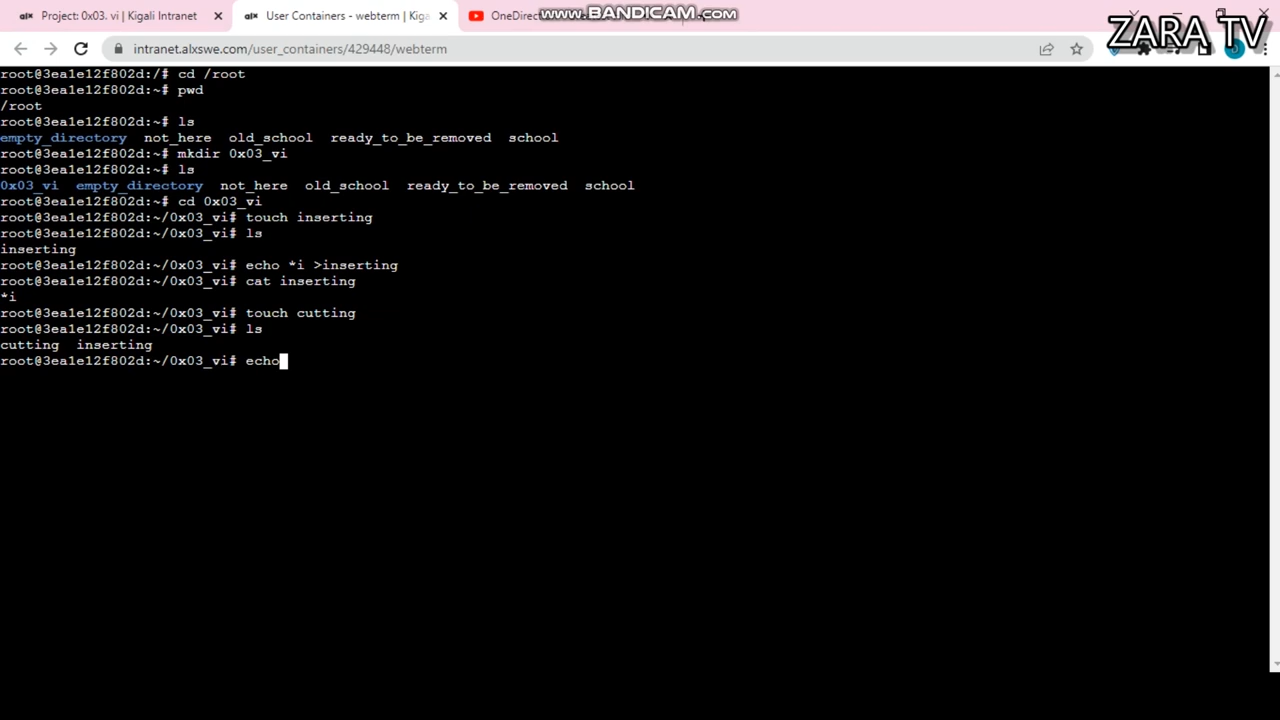 Project: 0x03. vi | Kigali Intranet
User Containers - webterm | Kiga
OneDirec
www.BANDICAM.com
ZARA TV
intranet.alxswe.com/user_containers/429448/webterm
root@3ea1e12f802d:/# cd /root
root@3ea1e12f802d:~# pwd
/root
root@3ea1e12f802d:~# ls
empty_directory  not_here  old_school  ready_to_be_removed  school
root@3ea1e12f802d:~# mkdir 0x03_vi
root@3ea1e12f802d:~# ls
0x03_vi  empty_directory  not_here  old_school  ready_to_be_removed  school
root@3ea1e12f802d:~# cd 0x03_vi
root@3ea1e12f802d:~/0x03_vi# touch inserting
root@3ea1e12f802d:~/0x03_vi# ls
inserting
root@3ea1e12f802d:~/0x03_vi# echo *i >inserting
root@3ea1e12f802d:~/0x03_vi# cat inserting
*i
root@3ea1e12f802d:~/0x03_vi# touch cutting
root@3ea1e12f802d:~/0x03_vi# ls
cutting  inserting
root@3ea1e12f802d:~/0x03_vi# echo